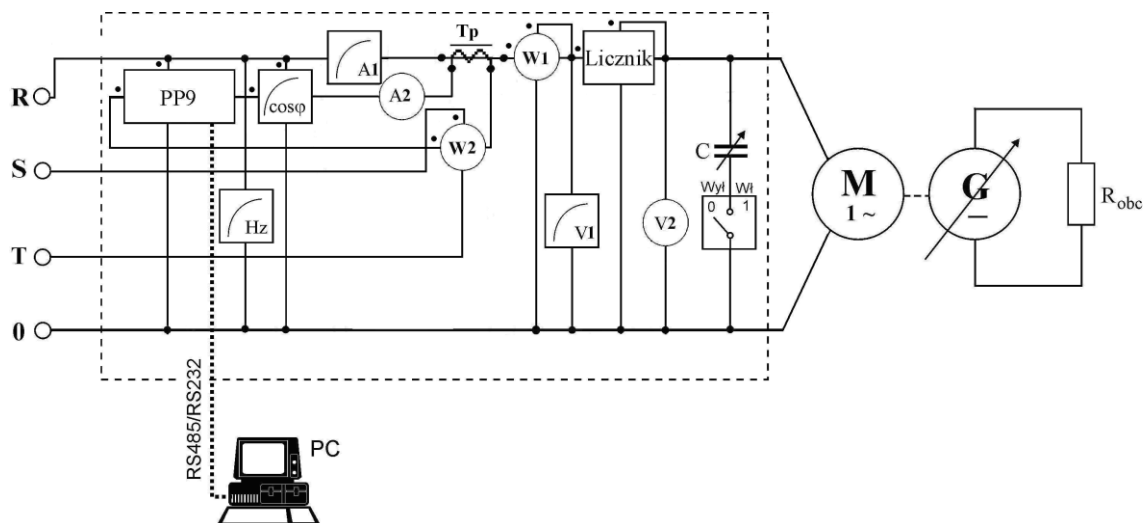 Tp
A1
W1
Licznik
R
PP9
cosφ
A2
W2
S
C
Wył Wł
0 1
Hz
V1
V2
M
1 ~
G
R_obc
T
0
RS485/RS232
PC